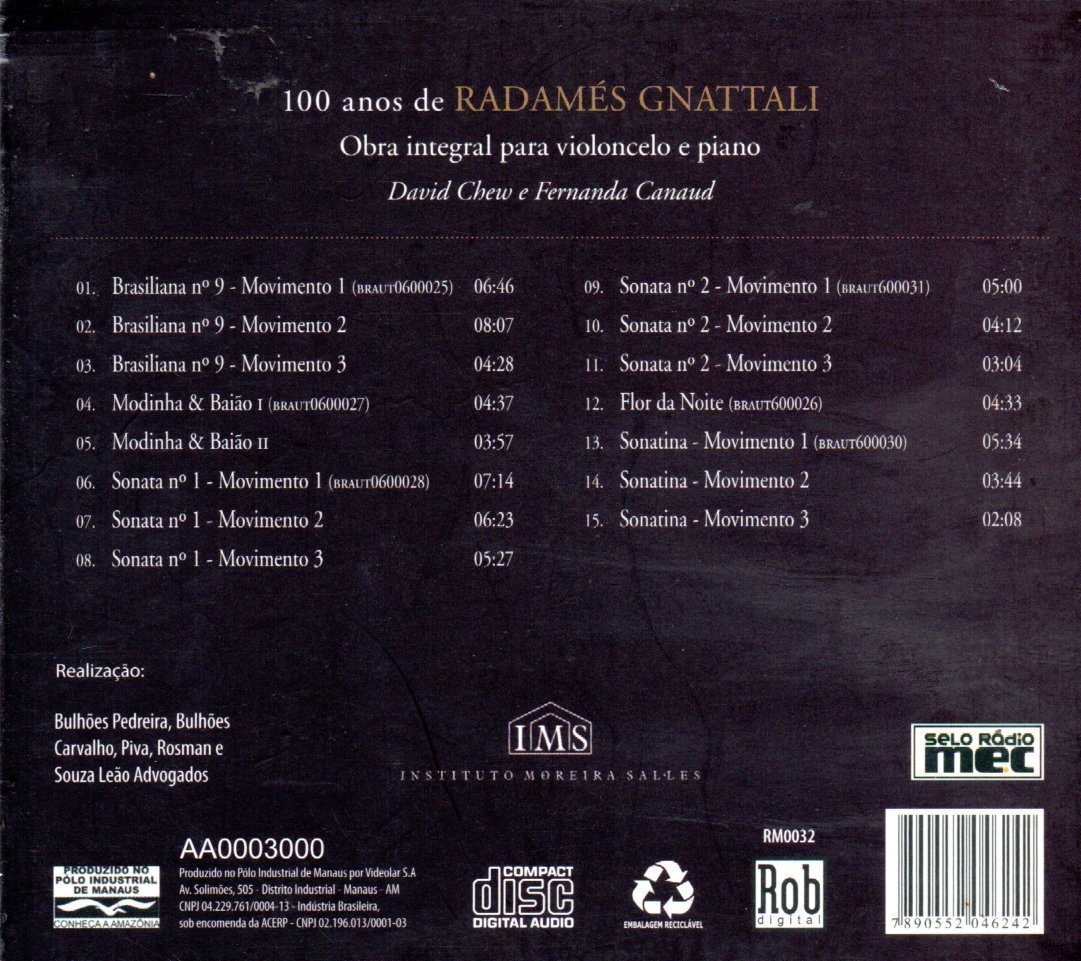 100 anos de RADAMÉS GNATTALI
Obra integral para violoncelo e piano
David Chew e Fernanda Canaud
01. Brasiliana nº 9 - Movimento 1 (BRAUT0600025) 06:46
02. Brasiliana nº 9 - Movimento 2 08:07
03. Brasiliana nº 9 - Movimento 3 04:28
04. Modinha & Baião I (BRAUT0600027) 04:37
05. Modinha & Baião II 03:57
06. Sonata nº 1 - Movimento 1 (BRAUT0600028) 07:14
07. Sonata nº 1 - Movimento 2 06:23
08. Sonata nº 1 - Movimento 3 05:27
09. Sonata nº 2 - Movimento 1 (BRAUT600031) 05:00
10. Sonata nº 2 - Movimento 2 04:12
11. Sonata nº 2 - Movimento 3 03:04
12. Flor da Noite (BRAUT600026) 04:33
13. Sonatina - Movimento 1 (BRAUT600030) 05:34
14. Sonatina - Movimento 2 03:44
15. Sonatina - Movimento 3 02:08
Realização:
Bulhões Pedreira, Bulhões
Carvalho, Piva, Rosman e
Souza Leão Advogados
IMS
INSTITUTO MOREIRA SALLES
SELO RÁDIO
mec
PRODUZIDO NO
PÓLO INDUSTRIAL
DE MANAUS
CONHEÇA A AMAZÔNIA
AA0003000
Produzido no Pólo Industrial de Manaus por Videolar S.A
Av. Solimões, 505 - Distrito Industrial - Manaus - AM
CNPJ 04.229.761/0004-13 - Indústria Brasileira,
sob encomenda da ACERP - CNPJ 02.196.013/0001-03
COMPACT
disc
DIGITAL AUDIO
EMBALAGEM RECICLÁVEL
RM0032
Rob
digital
7890552046242